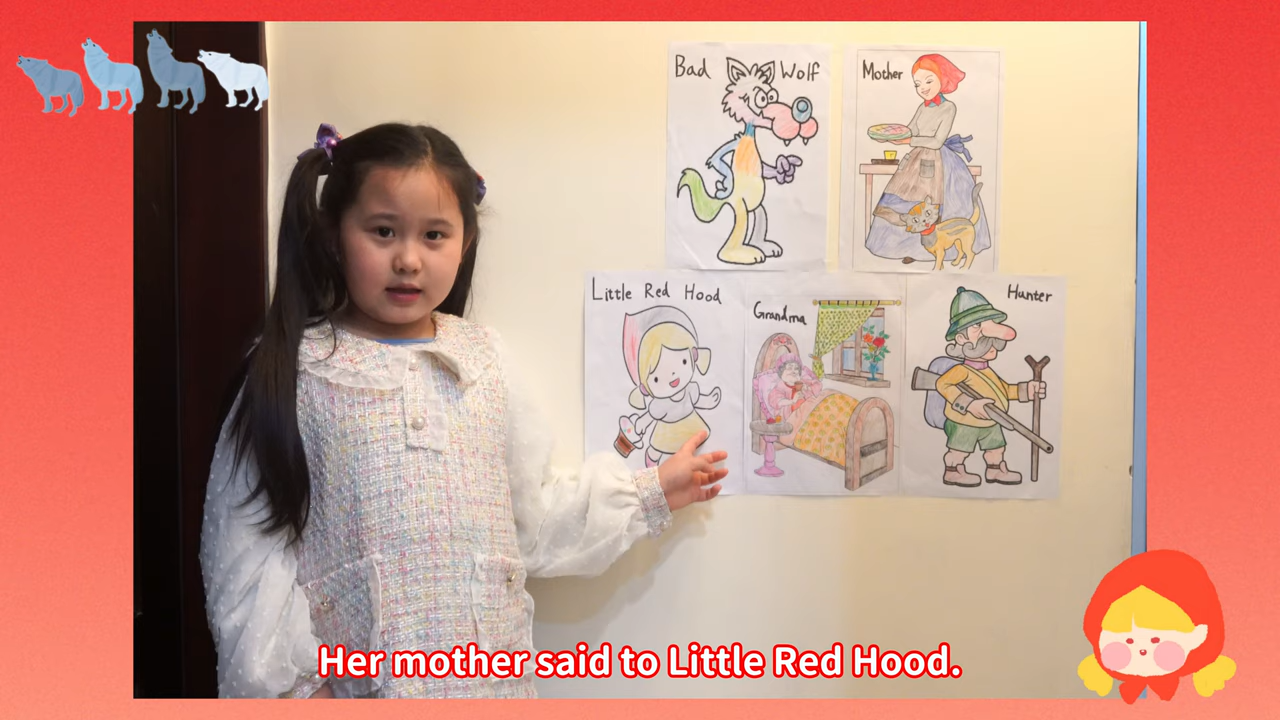 Bad Wolf
Mother
Little Red Hood
Grandma
Hunter
Her mother said to Little Red Hood.